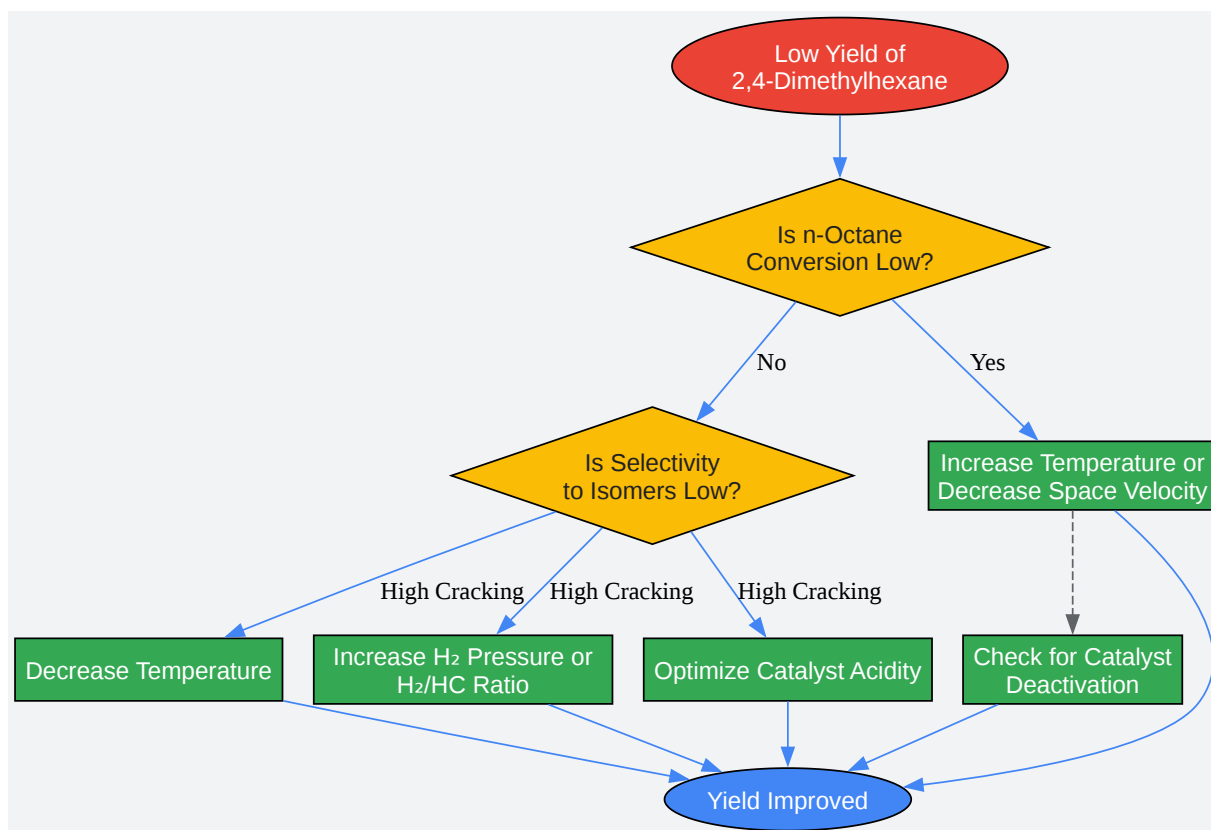 Low Yield of
2,4-Dimethylhexane
Is n-Octane
Conversion Low?
No
Yes
Is Selectivity
to Isomers Low?
Increase Temperature or
Decrease Space Velocity
High Cracking
High Cracking
High Cracking
Decrease Temperature
Increase H₂ Pressure or
H₂/HC Ratio
Optimize Catalyst Acidity
Check for Catalyst
Deactivation
Yield Improved